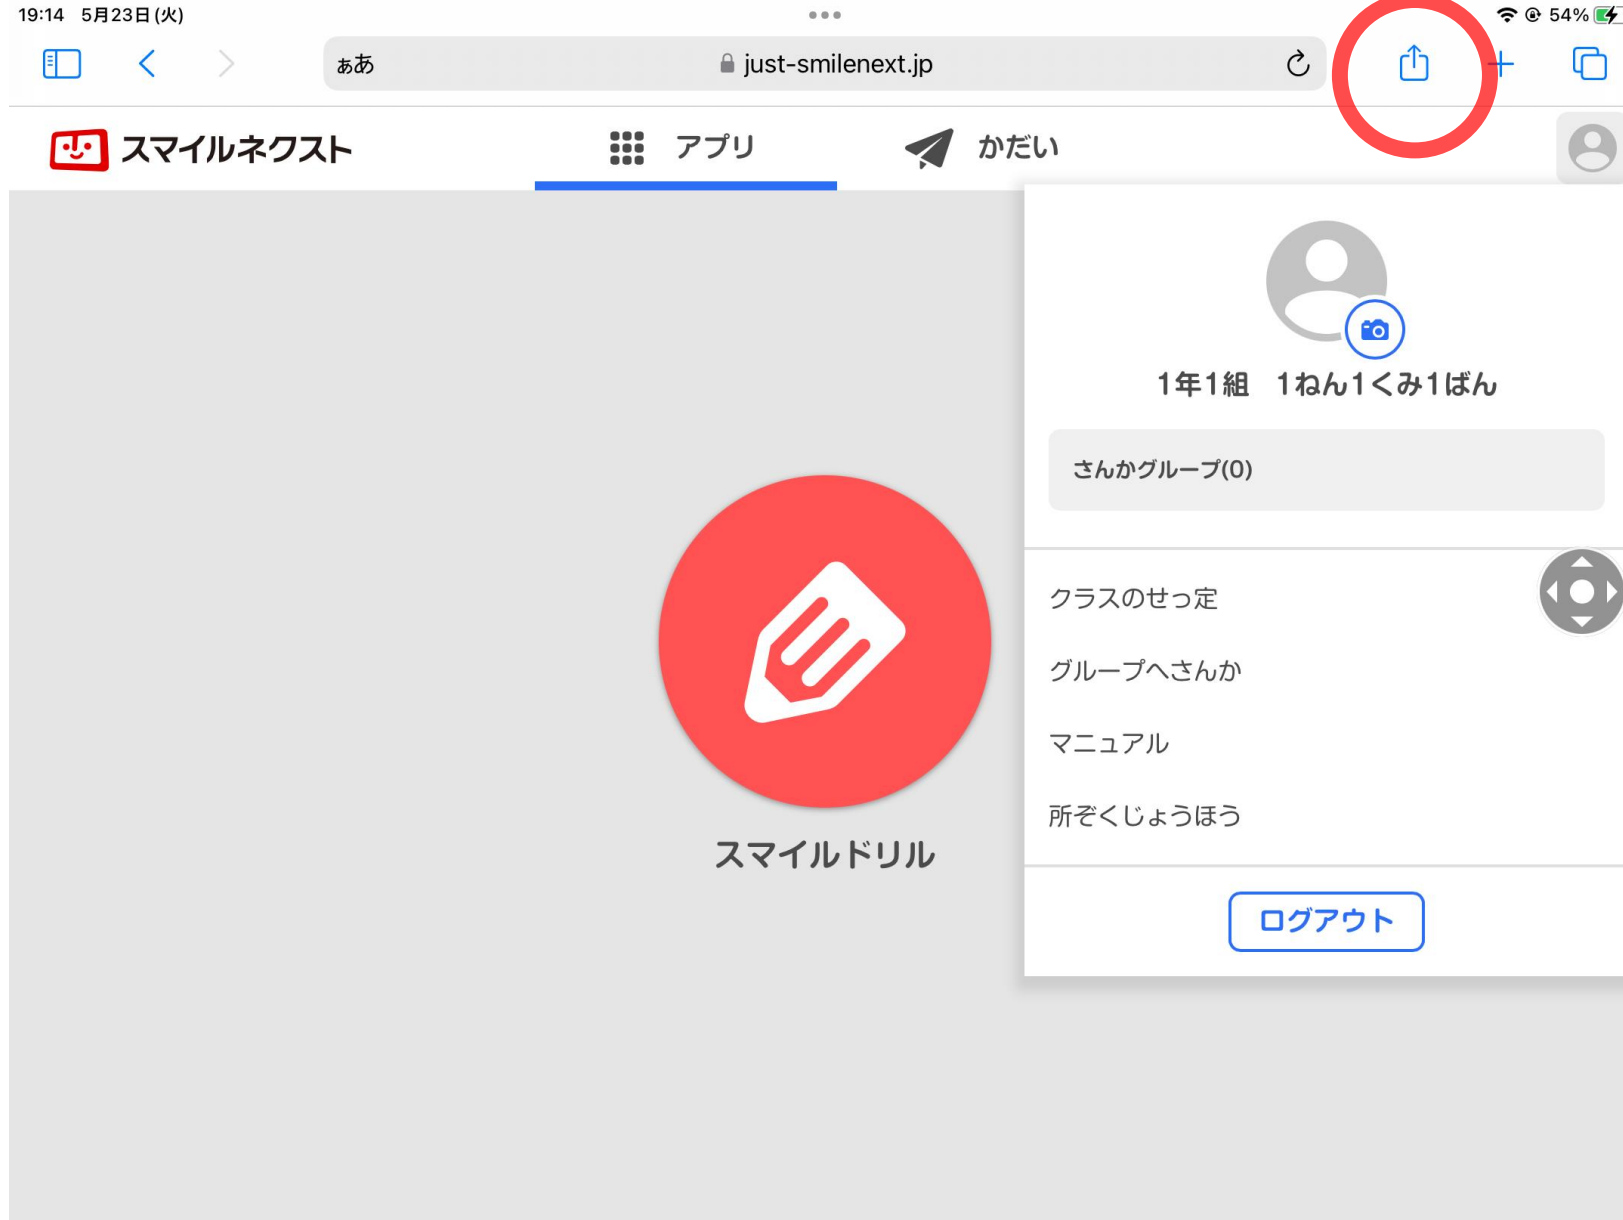 19:14 5月23日(火)
54%
ぁあ
just-smilenext.jp
スマイルネクスト
アプリ
かだい
1年1組　1ねん1くみ1ばん
さんかグループ(0)
クラスのせっ定
グループへさんか
マニュアル
所ぞくじょうほう
ログアウト
スマイルドリル